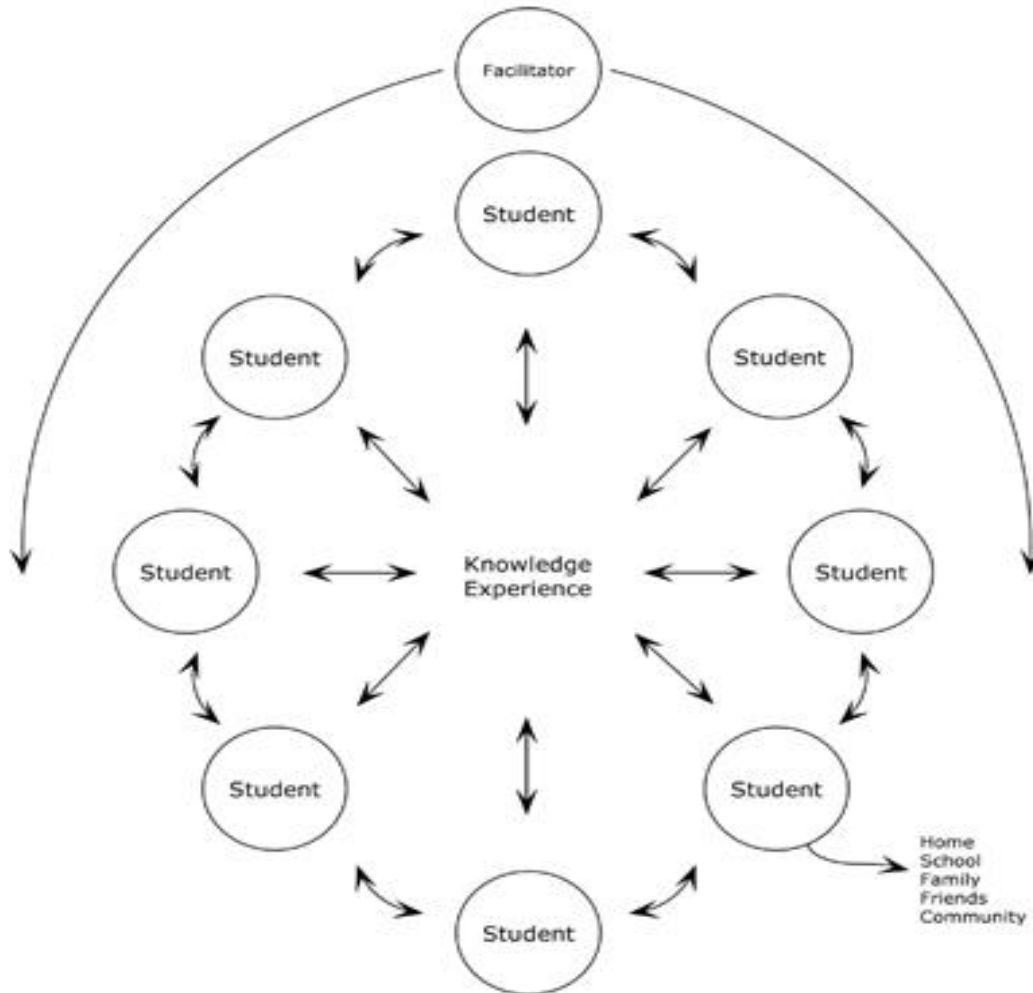 Facilitator
Student
Student
Student
Student
Knowledge
Experience
Student
Student
Student
Student
Home
School
Family
Friends
Community